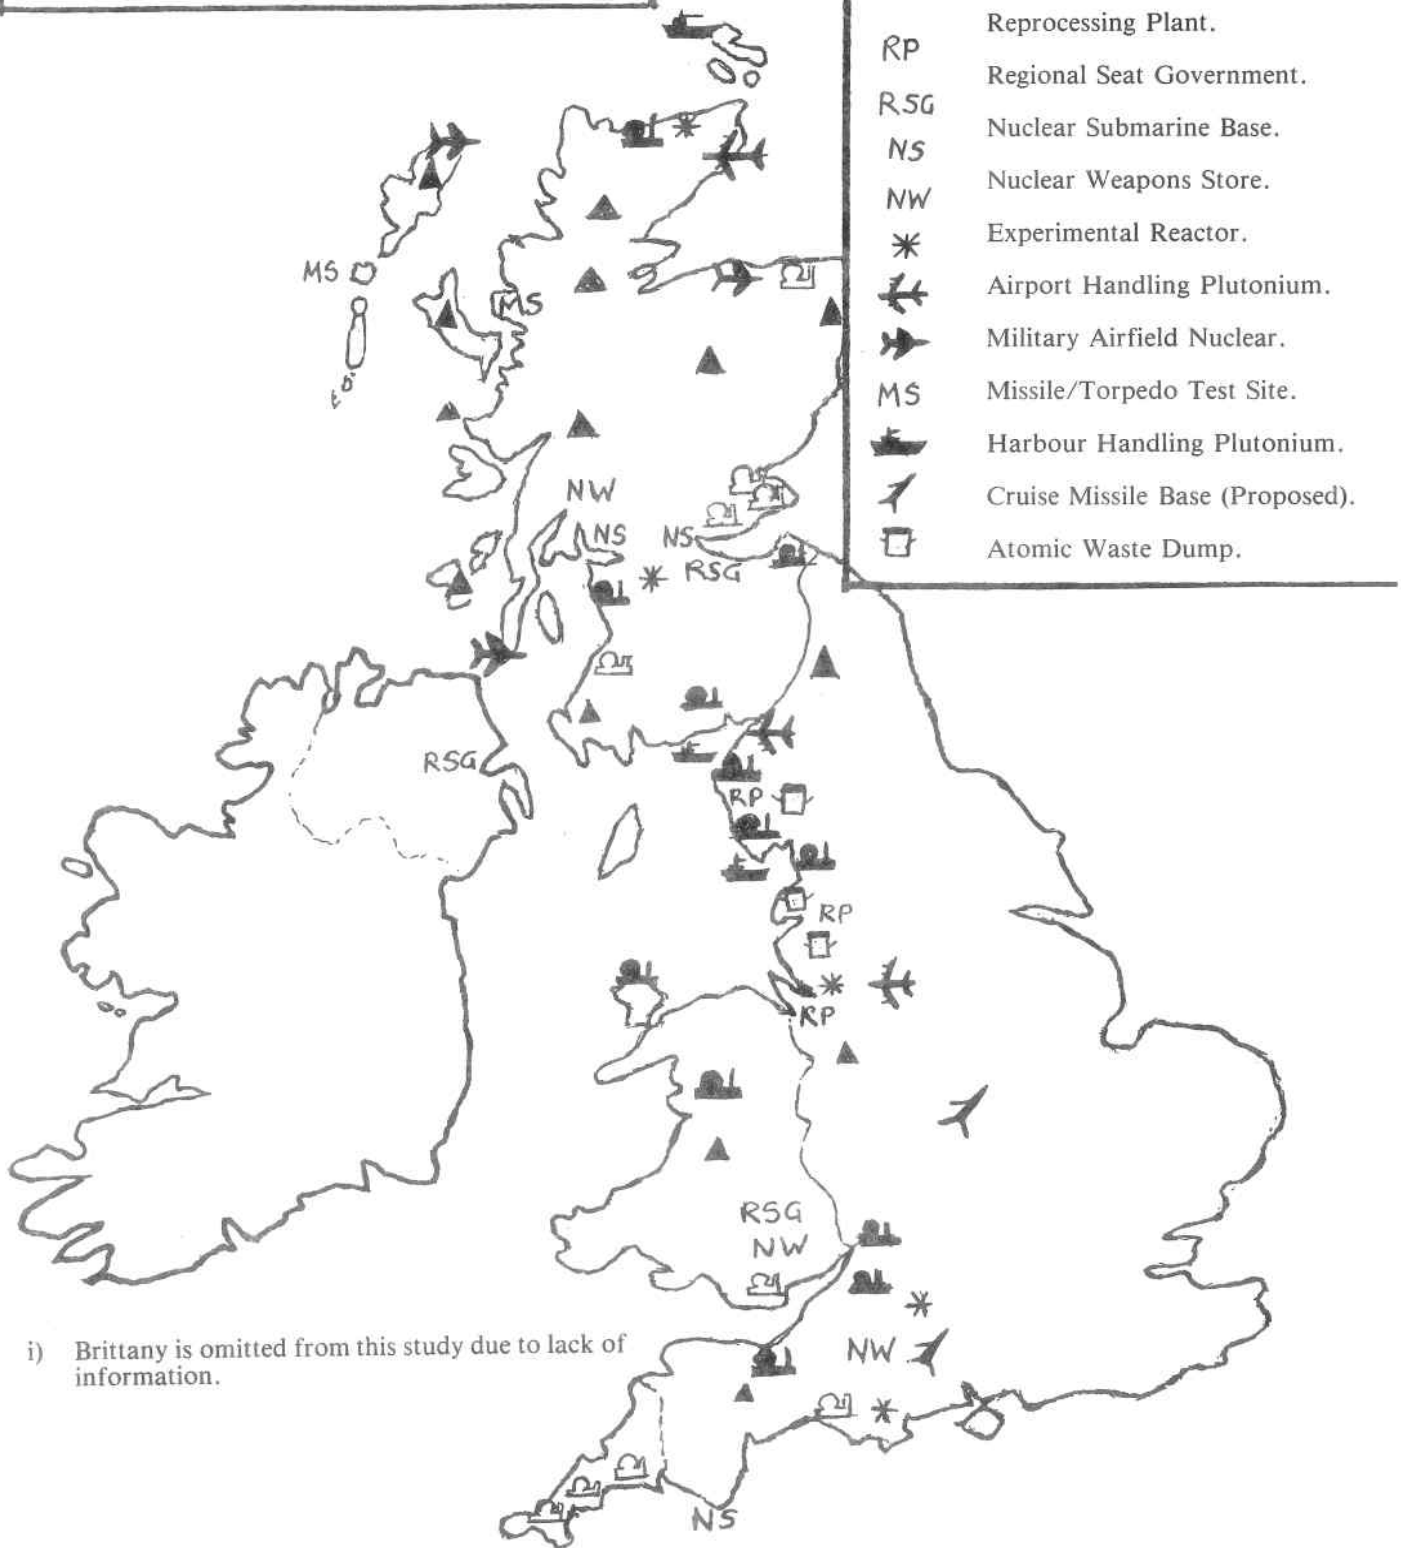 RP Reprocessing Plant.
RSG Regional Seat Government.
NS Nuclear Submarine Base.
NW Nuclear Weapons Store.
Experimental Reactor.
Airport Handling Plutonium.
Military Airfield Nuclear.
MS Missile/Torpedo Test Site.
Harbour Handling Plutonium.
Cruise Missile Base (Proposed).
Atomic Waste Dump.
MS
MS
NW
NS
NS
RSG
RSG
RP
RP
RP
RSG
NW
NW
NS
i) Brittany is omitted from this study due to lack of
information.